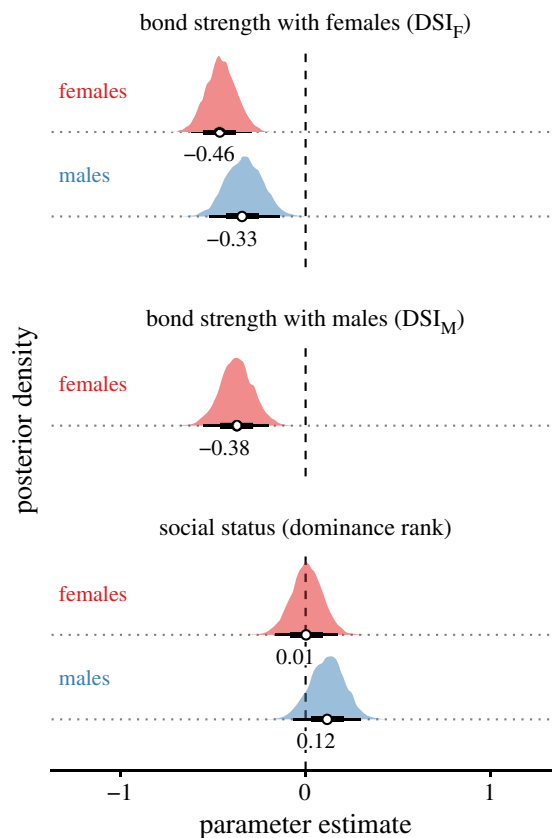 bond strength with females (DSI_F)
females
−0.46
males
−0.33
bond strength with males (DSI_M)
females
−0.38
posterior density
social status (dominance rank)
females
0.01
males
0.12
−1 0 1
parameter estimate